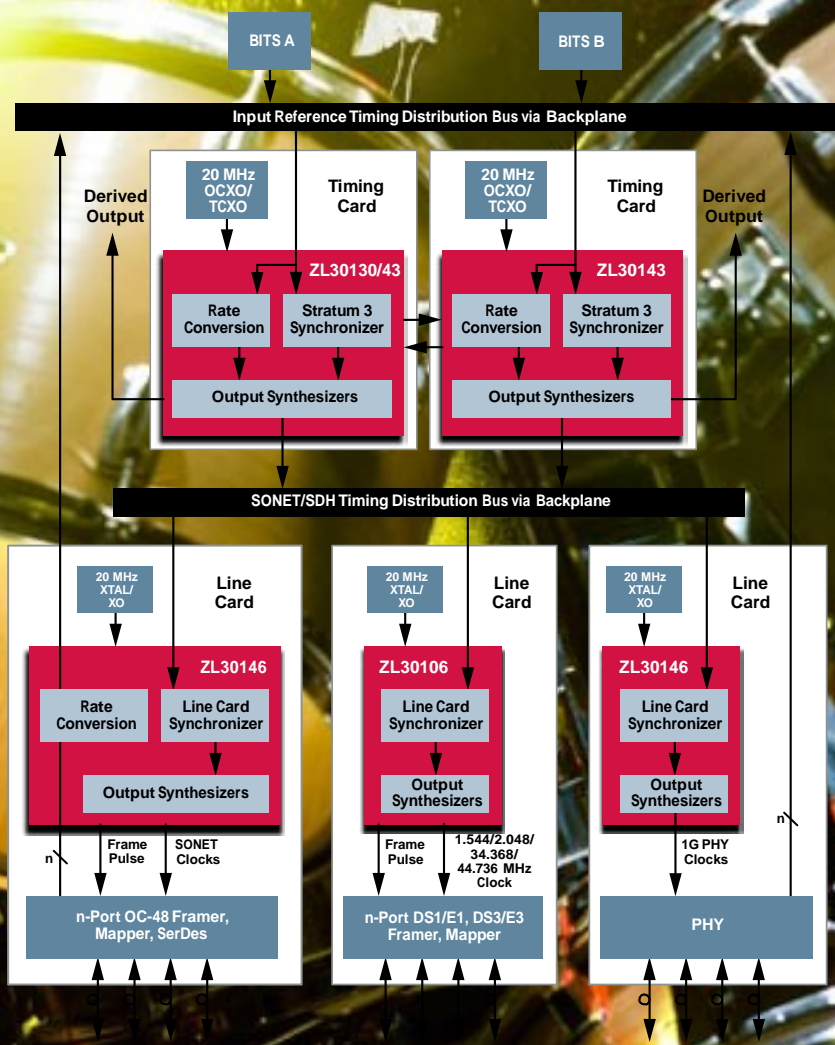 BITS A
BITS B
Input Reference Timing Distribution Bus via Backplane
Derived
Output
20 MHz
OCXO/
TCXO
Timing
Card
ZL30130/43
Rate
Conversion
Stratum 3
Synchronizer
Output Synthesizers
20 MHz
OCXO/
TCXO
Timing
Card
ZL30143
Rate
Conversion
Stratum 3
Synchronizer
Output Synthesizers
Derived
Output
SONET/SDH Timing Distribution Bus via Backplane
20 MHz
XTAL/
XO
Line
Card
ZL30146
Rate
Conversion
Line Card
Synchronizer
Output Synthesizers
n
Frame
Pulse
SONET
Clocks
n-Port OC-48 Framer,
Mapper, SerDes
20 MHz
XTAL/
XO
Line
Card
ZL30106
Line Card
Synchronizer
Output
Synthesizers
Frame
Pulse
1.544/2.048/
34.368/
44.736 MHz
Clock
n-Port DS1/E1, DS3/E3
Framer, Mapper
20 MHz
XTAL/
XO
Line
Card
ZL30146
Line Card
Synchronizer
Output
Synthesizers
1G PHY
Clocks
n
PHY